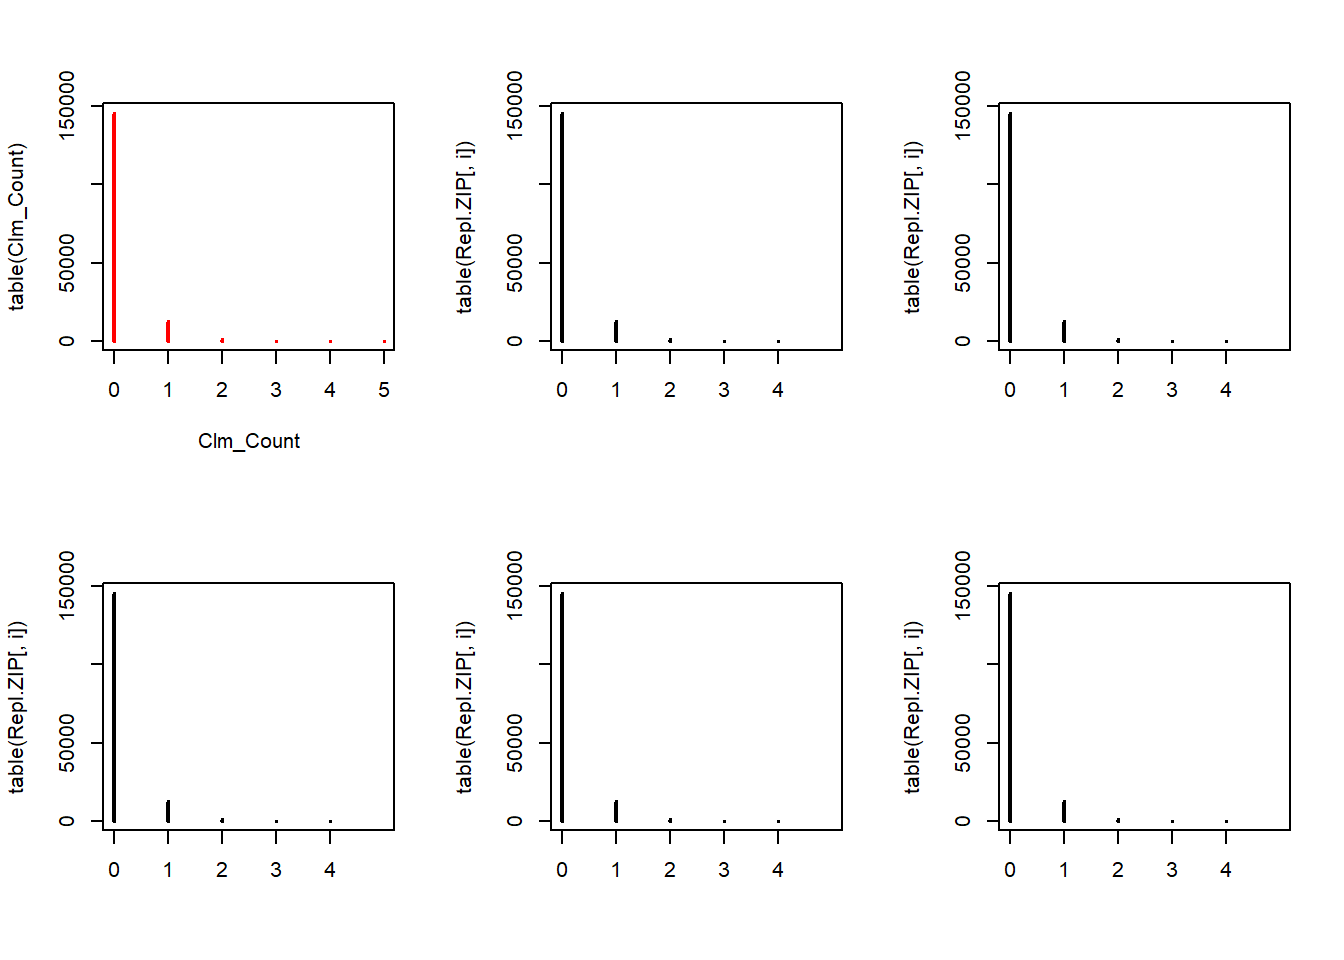 table(Clm_Count)
150000
50000
0
0 1 2 3 4 5
Clm_Count
table(Repl.ZIP[, i])
150000
50000
0
0 1 2 3 4
table(Repl.ZIP[, i])
150000
50000
0
0 1 2 3 4
table(Repl.ZIP[, i])
150000
50000
0
0 1 2 3 4
table(Repl.ZIP[, i])
150000
50000
0
0 1 2 3 4
table(Repl.ZIP[, i])
150000
50000
0
0 1 2 3 4